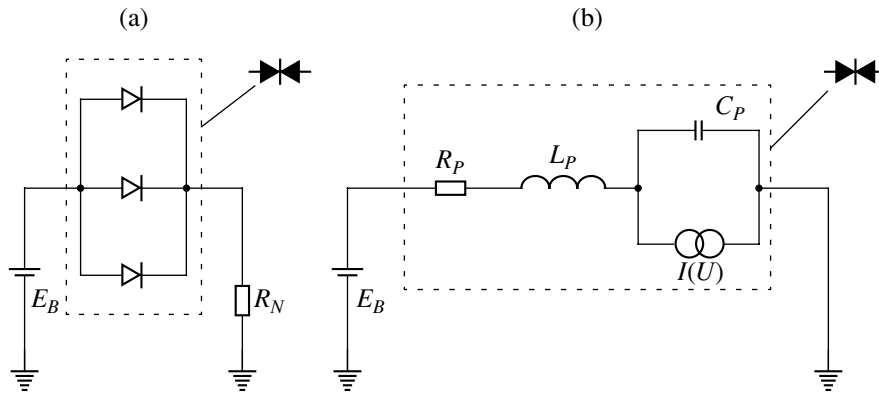 (a)
E_B
R_N
(b)
R_P
L_P
C_P
I(U)
E_B